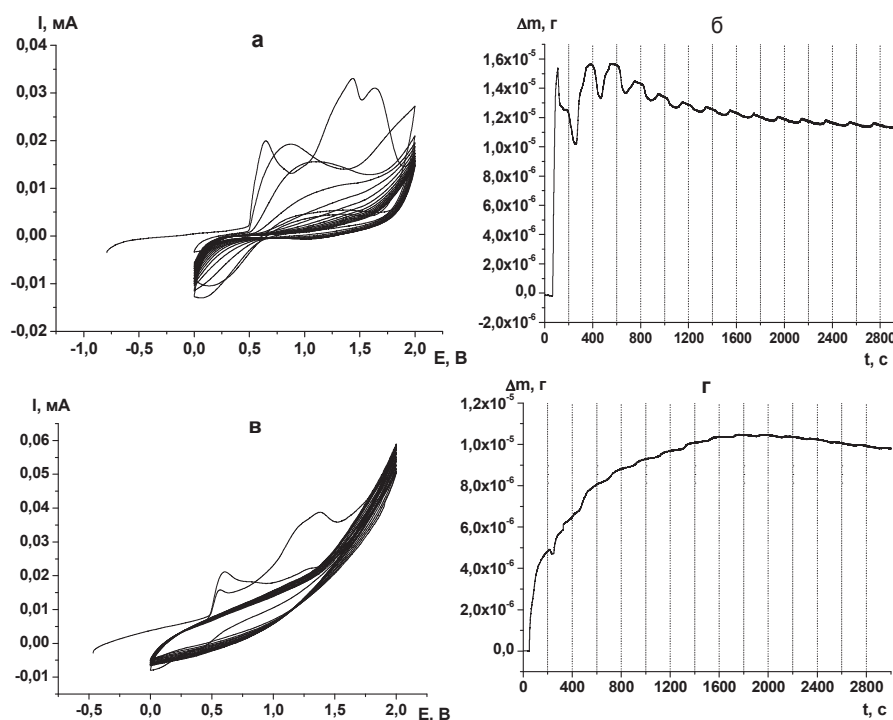 I, мА
а
0,04
0,03
0,02
0,01
0,00
-0,01
-0,02
-1,0 -0,5 0,0 0,5 1,0 1,5 2,0
E, В
Δm, г
б
1,6x10⁻⁵
1,4x10⁻⁵
1,2x10⁻⁵
1,0x10⁻⁵
8,0x10⁻⁶
6,0x10⁻⁶
4,0x10⁻⁶
2,0x10⁻⁶
0,0
-2,0x10⁻⁶
0 400 800 1200 1600 2000 2400 2800
t, с
I, мА
в
0,06
0,05
0,04
0,03
0,02
0,01
0,00
-0,01
-0,5 0,0 0,5 1,0 1,5 2,0
E, В
Δm, г
г
1,2x10⁻⁵
1,0x10⁻⁵
8,0x10⁻⁶
6,0x10⁻⁶
4,0x10⁻⁶
2,0x10⁻⁶
0,0
0 400 800 1200 1600 2000 2400 2800
t, с